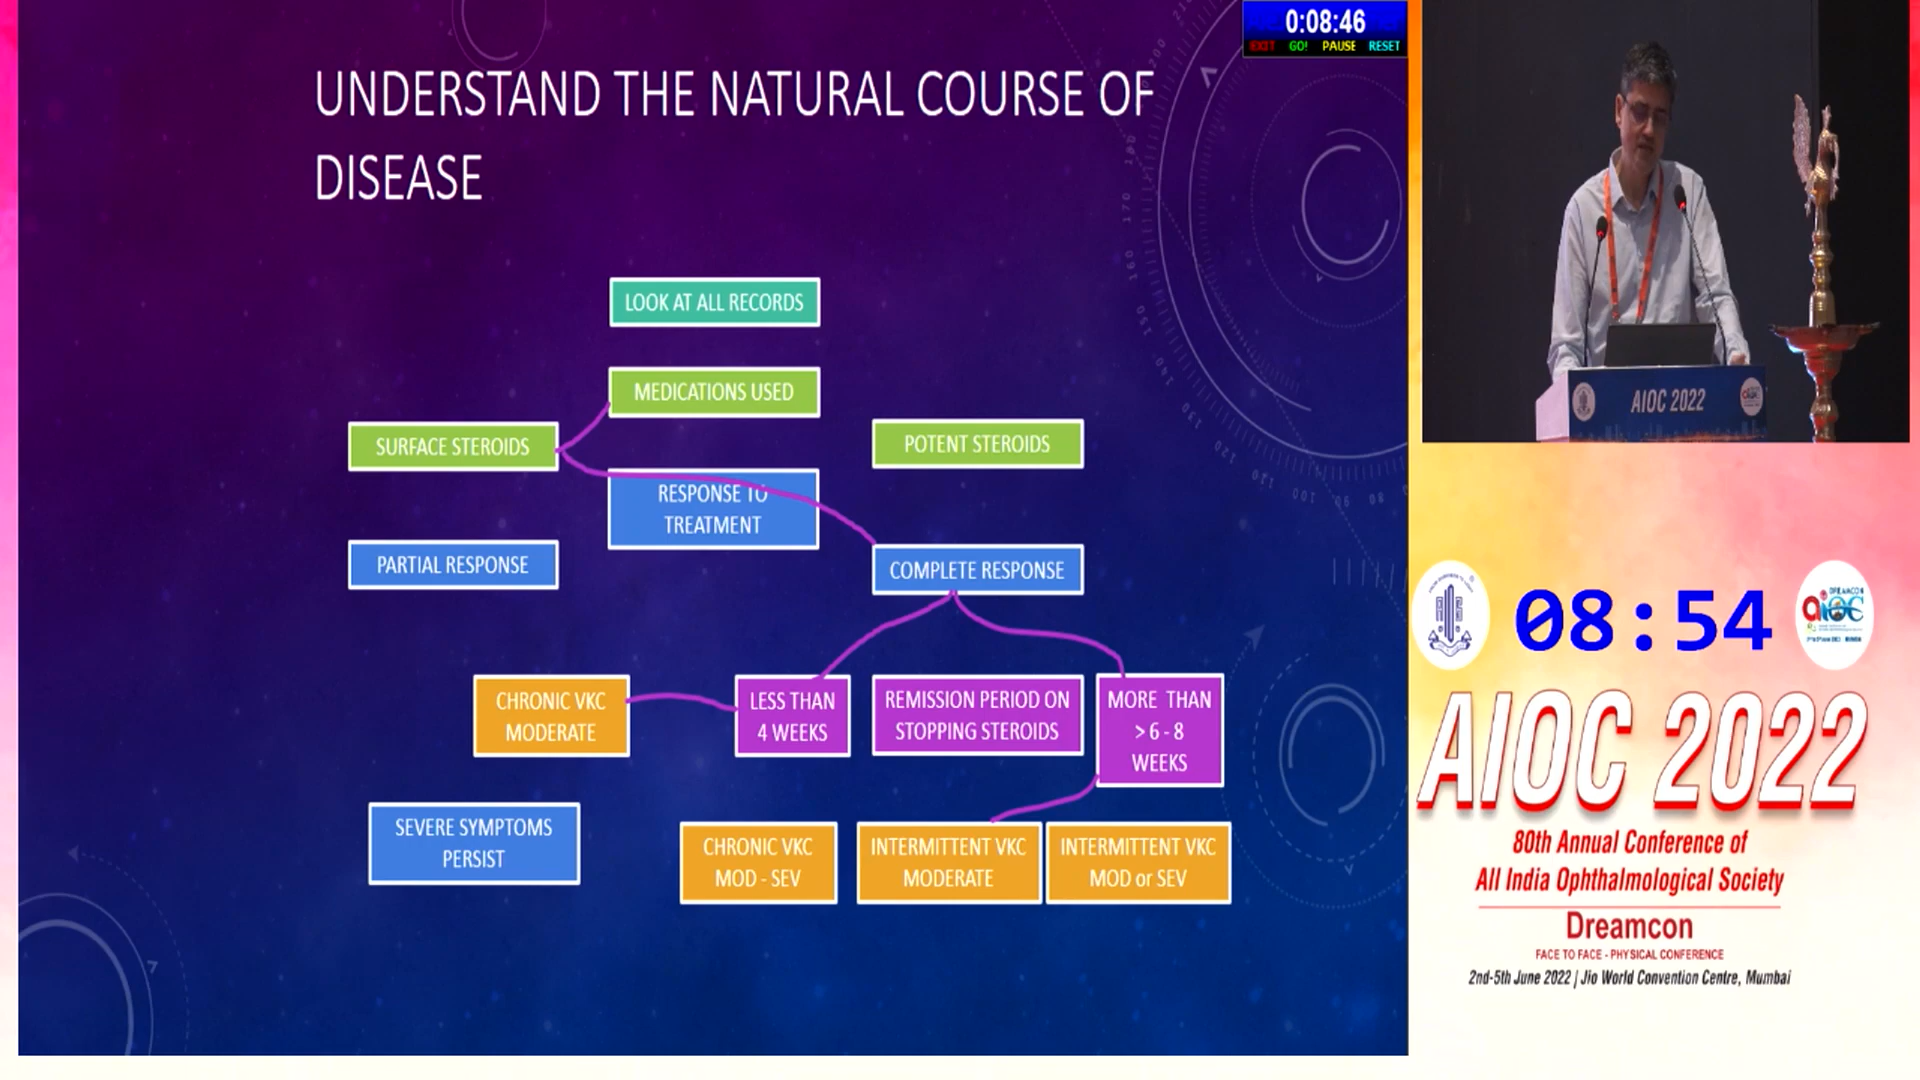 UNDERSTAND THE NATURAL COURSE OF
DISEASE
0:08:46
EXIT GO! PAUSE RESET
LOOK AT ALL RECORDS
MEDICATIONS USED
SURFACE STEROIDS
POTENT STEROIDS
RESPONSE TO
TREATMENT
PARTIAL RESPONSE
COMPLETE RESPONSE
CHRONIC VKC
MODERATE
LESS THAN
4 WEEKS
REMISSION PERIOD ON
STOPPING STEROIDS
MORE THAN
> 6 - 8
WEEKS
SEVERE SYMPTOMS
PERSIST
CHRONIC VKC
MOD - SEV
INTERMITTENT VKC
MODERATE
INTERMITTENT VKC
MOD or SEV
AIOC 2022
08:54
AIOC 2022
80th Annual Conference of
All India Ophthalmological Society
Dreamcon
FACE TO FACE - PHYSICAL CONFERENCE
2nd-5th June 2022 | Jio World Convention Centre, Mumbai